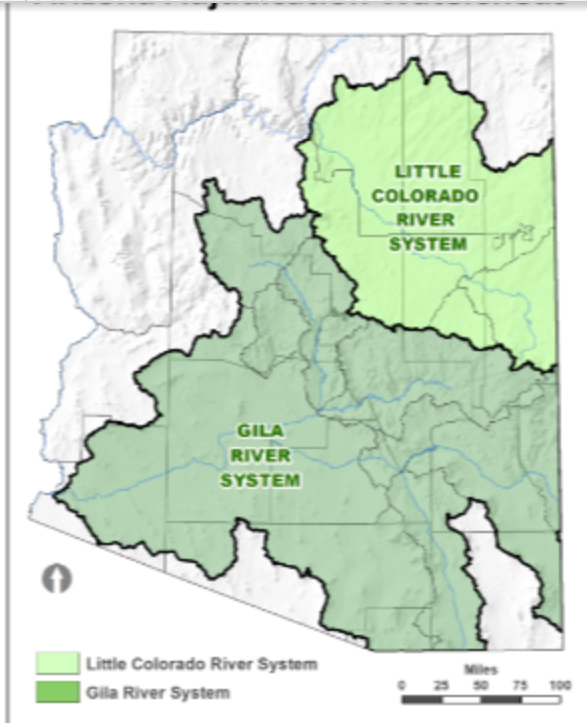 LITTLE
COLORADO
RIVER
SYSTEM
GILA
RIVER
SYSTEM
Little Colorado River System
Gila River System
Miles
0 25 50 75 100